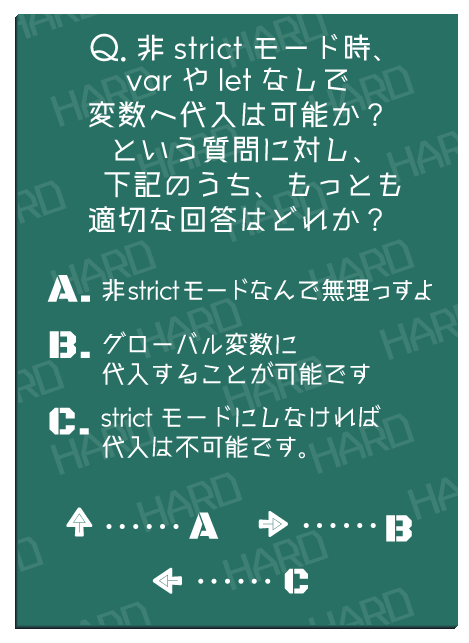 Q. 非 strict モード時、
var や let なしで
変数へ代入は可能か？
という質問に対し、
下記のうち、もっとも
適切な回答はどれか？
A. 非strictモードなんで無理っすよ
B. グローバル変数に
代入することが可能です
C. strict モードにしなければ
代入は不可能です。
↑ ・・・・・・ A → ・・・・・・ B
← ・・・・・・ C
HARD